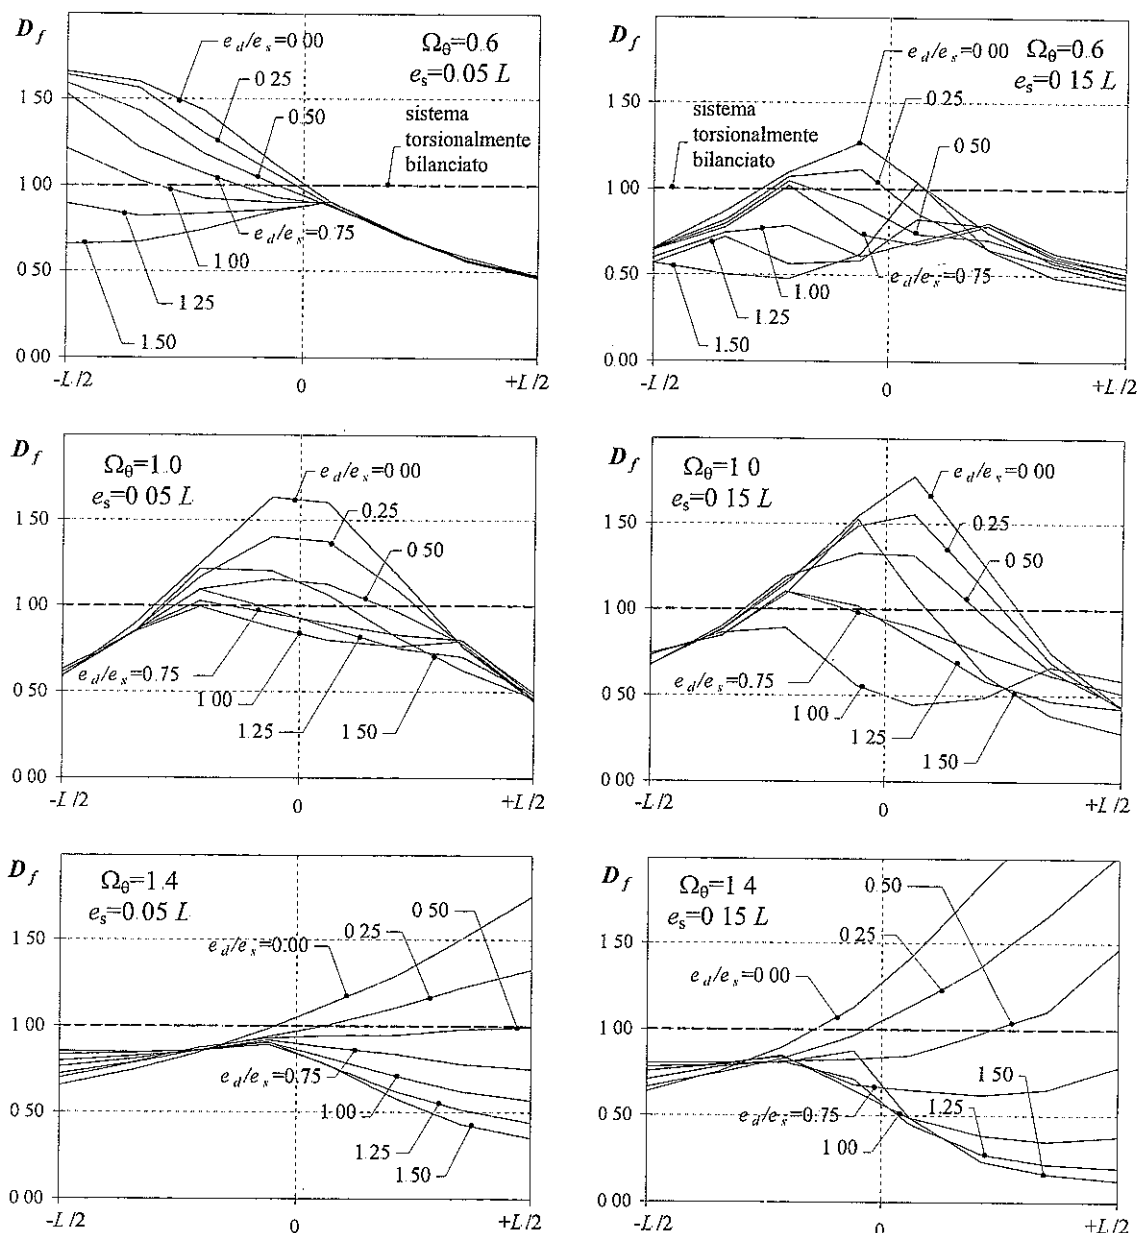 D_f
e_d/e_s=0.00
Ω_θ=0.6
e_s=0.05 L
0.25
0.50
sistema
torsionalmente
bilanciato
1 50
1 00
0 50
0 00
e_d/e_s=0.75
1 00
1 25
1.50
-L/2
0
+L/2
D_f
e_d/e_s=0 00
Ω_θ=0.6
e_s=0 15 L
0.25
0 50
sistema
torsionalmente
bilanciato
1.50
1 00
0 50
0 00
e_d/e_s=0.75
1.00
1.25
1 50
-L/2
0
+L/2
D_f
Ω_θ=1.0
e_s=0 05 L
e_d/e_s=0 00
0.25
0 50
1 50
1 00
0 50
0 00
e_d/e_s=0.75
1 00
1.25
1 50
-L/2
0
+L/2
D_f
Ω_θ=1 0
e_s=0 15 L
e_d/e_s=0 00
0.25
0 50
1 50
1 00
0 50
0 00
e_d/e_s=0.75
1 00
1 25
1 50
-L/2
0
+L/2
D_f
Ω_θ=1.4
e_s=0.05 L
0 50
0 25
e_d/e_s=0.00
1 50
1 00
0 50
0 00
e_d/e_s=0.75
1 00
1.25
1.50
-L/2
0
+L/2
D_f
Ω_θ=1 4
e_s=0 15 L
0.50
0 25
e_d/e_s=0 00
1 50
1 00
0 50
0 00
1 50
1.25
e_d/e_s=0.75
1 00
-L/2
0
+L/2